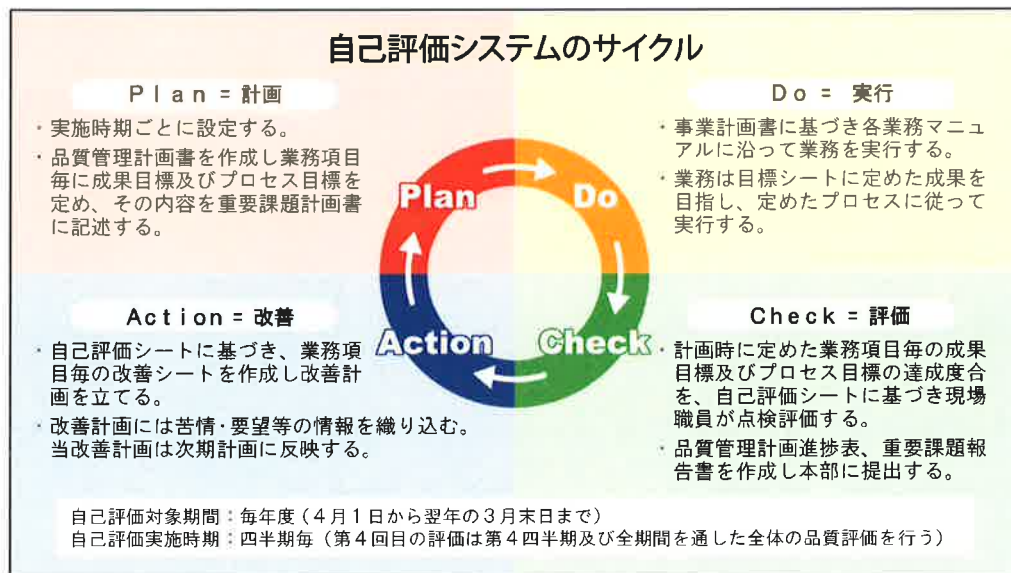 自己評価システムのサイクル
Plan = 計画
・実施時期ごとに設定する。
・品質管理計画書を作成し業務項目
毎に成果目標及びプロセス目標を
定め、その内容を重要課題計画書
に記述する。
Do = 実行
・事業計画書に基づき各業務マニュ
アルに沿って業務を実行する。
・業務は目標シートに定めた成果を
目指し、定めたプロセスに従って
実行する。
Plan
Do
Action
Check
Action = 改善
・自己評価シートに基づき、業務項
目毎の改善シートを作成し改善計
画を立てる。
・改善計画には苦情・要望等の情報を織り込む。
当改善計画は次期計画に反映する。
Check = 評価
・計画時に定めた業務項目毎の成果
目標及びプロセス目標の達成度合
を、自己評価シートに基づき現場
職員が点検評価する。
・品質管理計画進捗表、重要課題報
告書を作成し本部に提出する。
自己評価対象期間：毎年度（4月1日から翌年の3月末日まで）
自己評価実施時期：四半期毎（第4回目の評価は第4四半期及び全期間を通した全体の品質評価を行う）